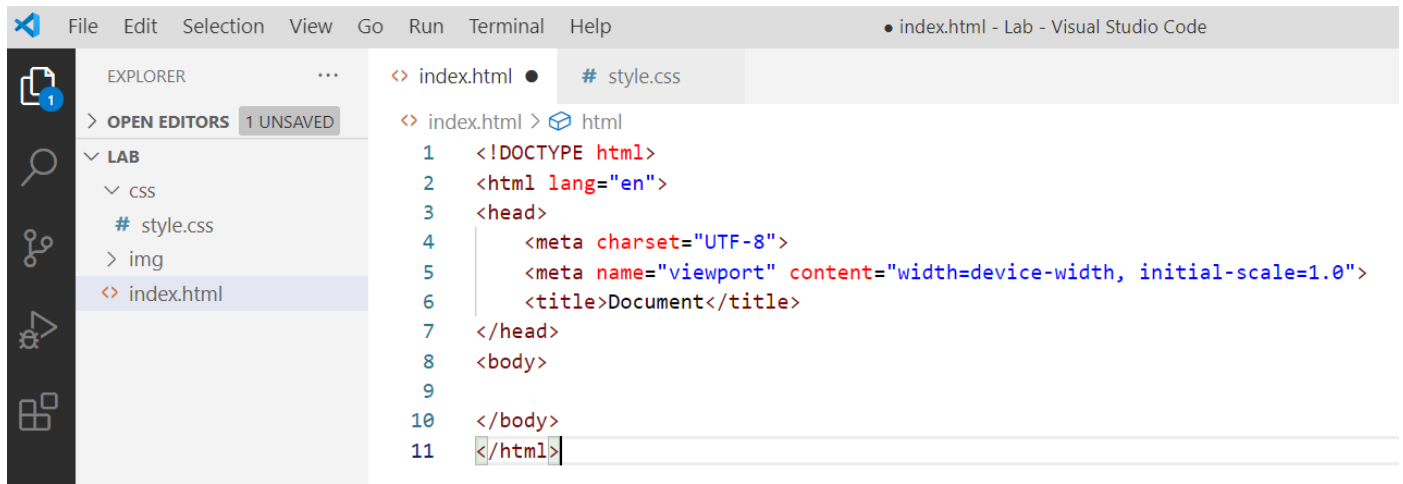 File Edit Selection View Go Run Terminal Help ● index.html - Lab - Visual Studio Code
EXPLORER ···
<> index.html ● # style.css
1
> OPEN EDITORS 1 UNSAVED
<> index.html > html
LAB
css
# style.css
> img
<> index.html
1 <!DOCTYPE html>
2 <html lang="en">
3 <head>
4     <meta charset="UTF-8">
5     <meta name="viewport" content="width=device-width, initial-scale=1.0">
6     <title>Document</title>
7 </head>
8 <body>
9
10 </body>
11 </html>